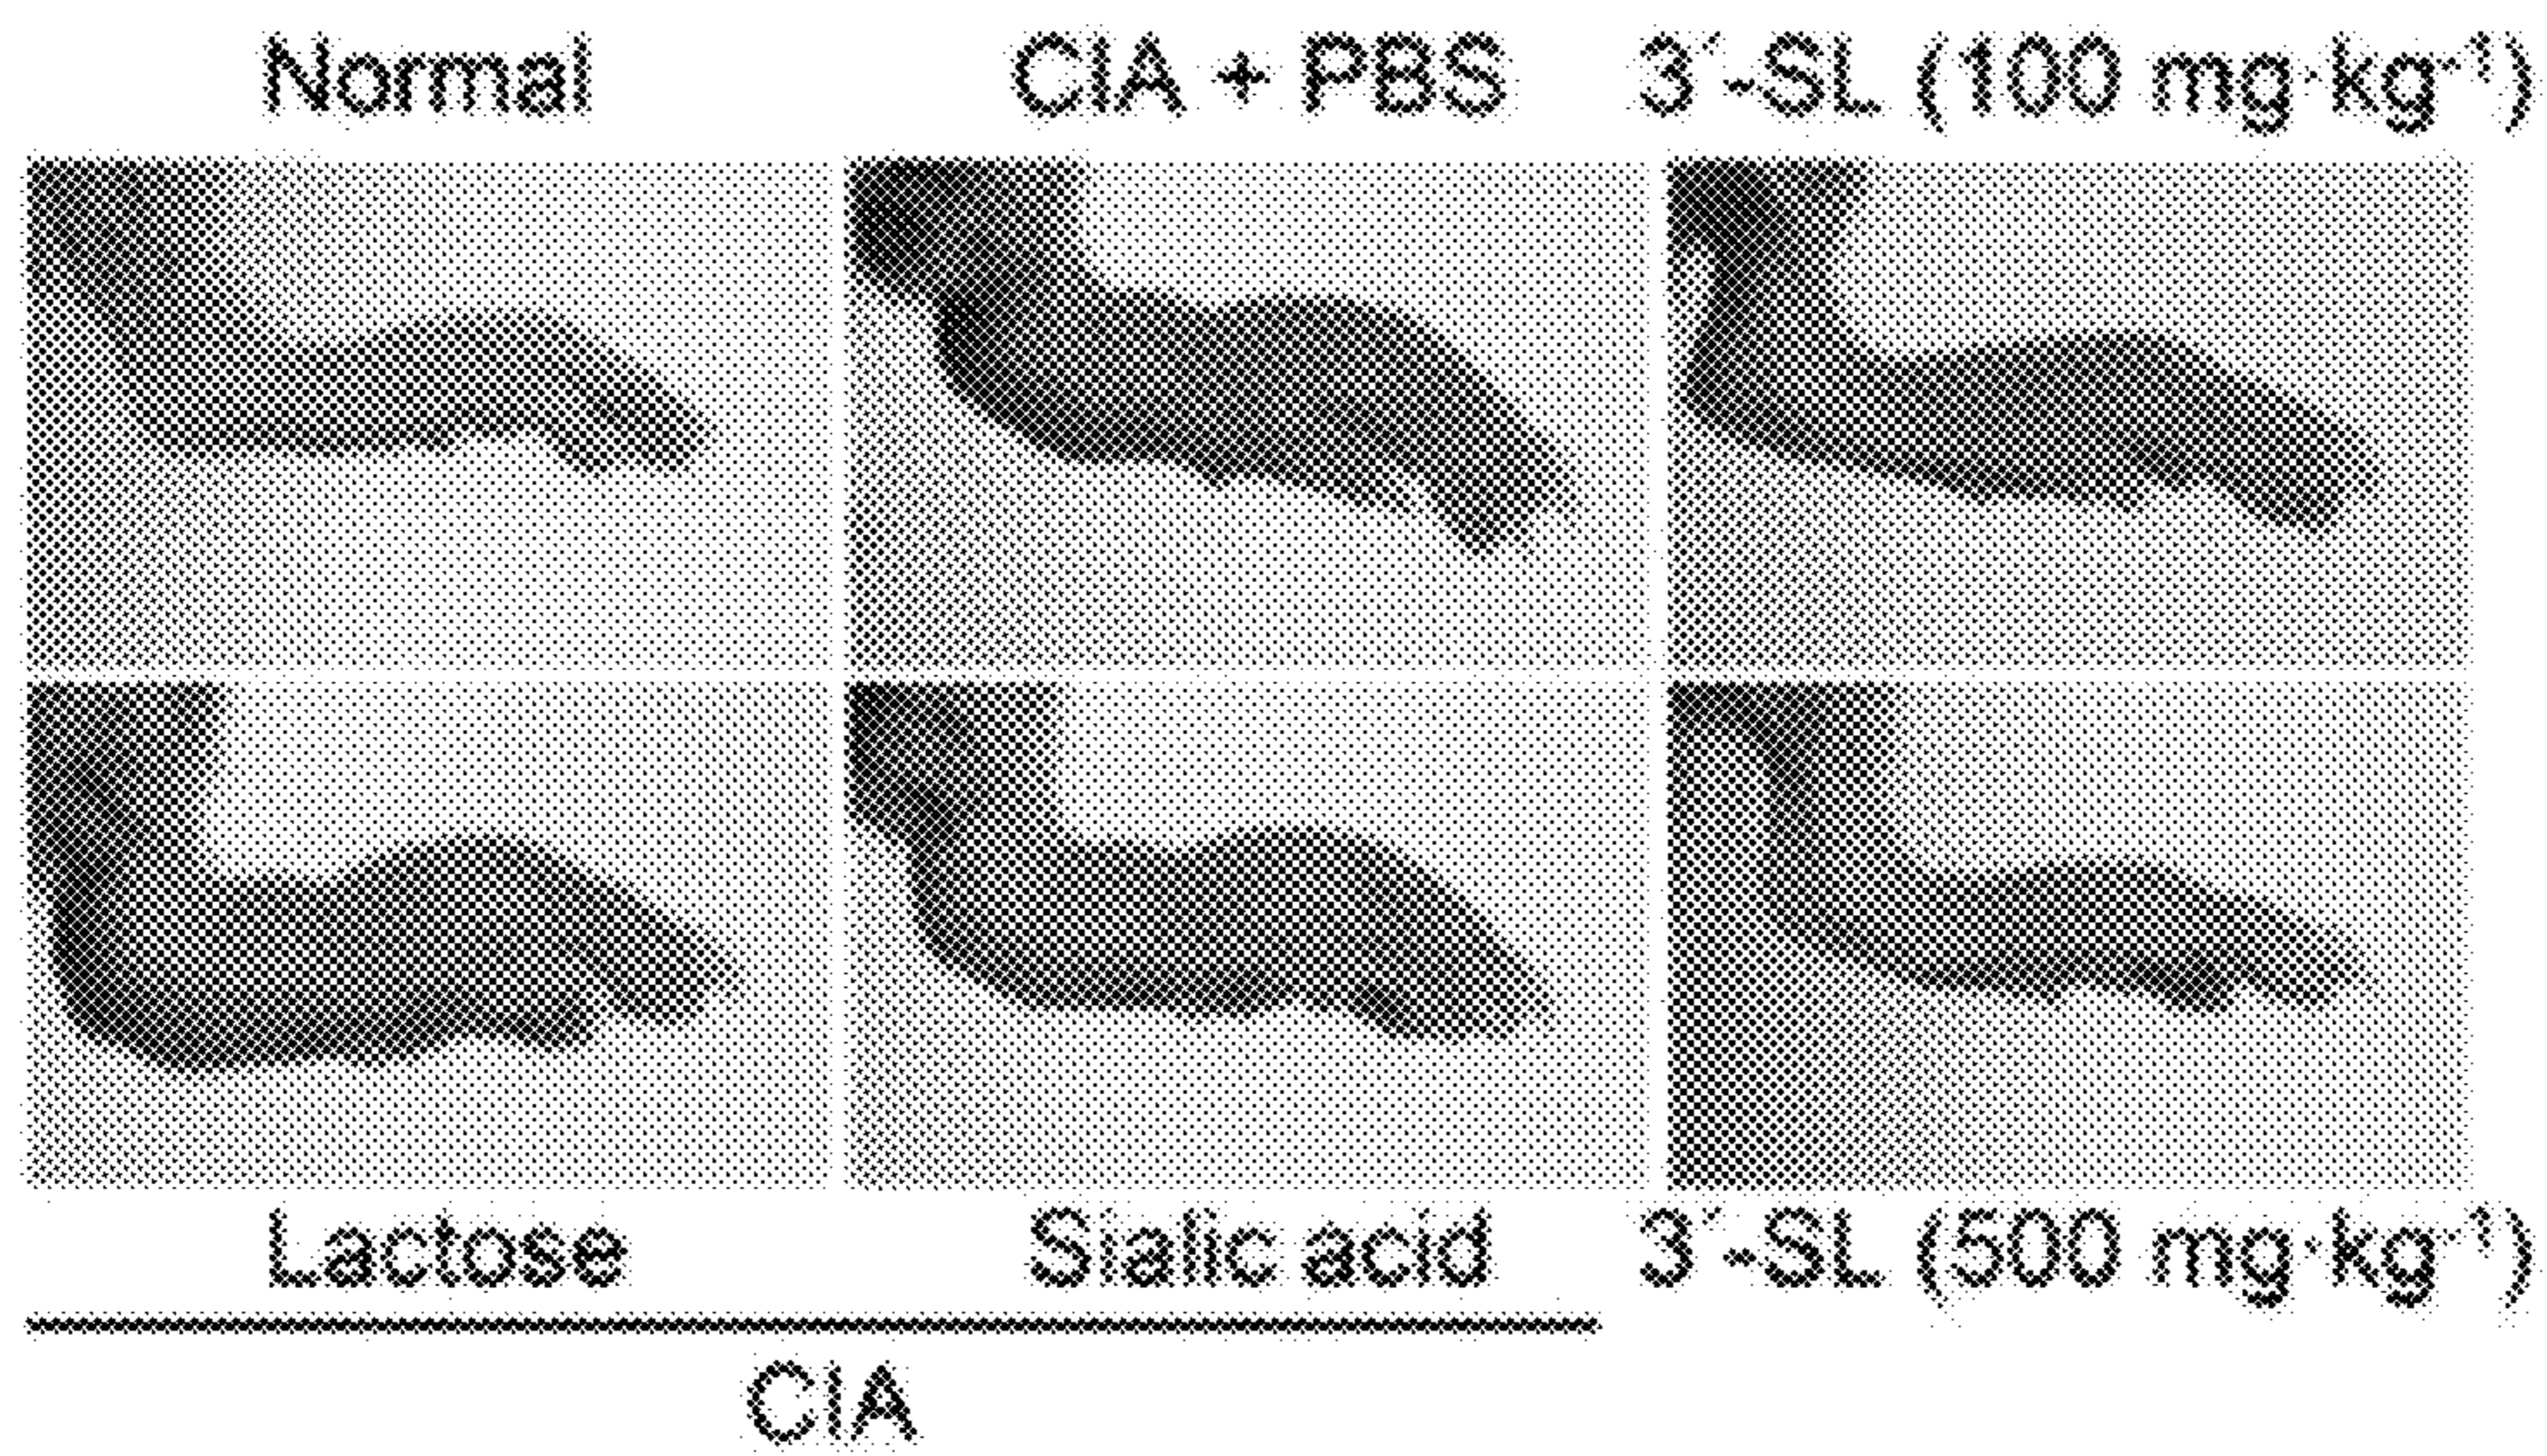 Normal CIA + PBS 3´-SL (100 mg·kg⁻¹)
Lactose Sialic acid 3´-SL (500 mg·kg⁻¹)
CIA